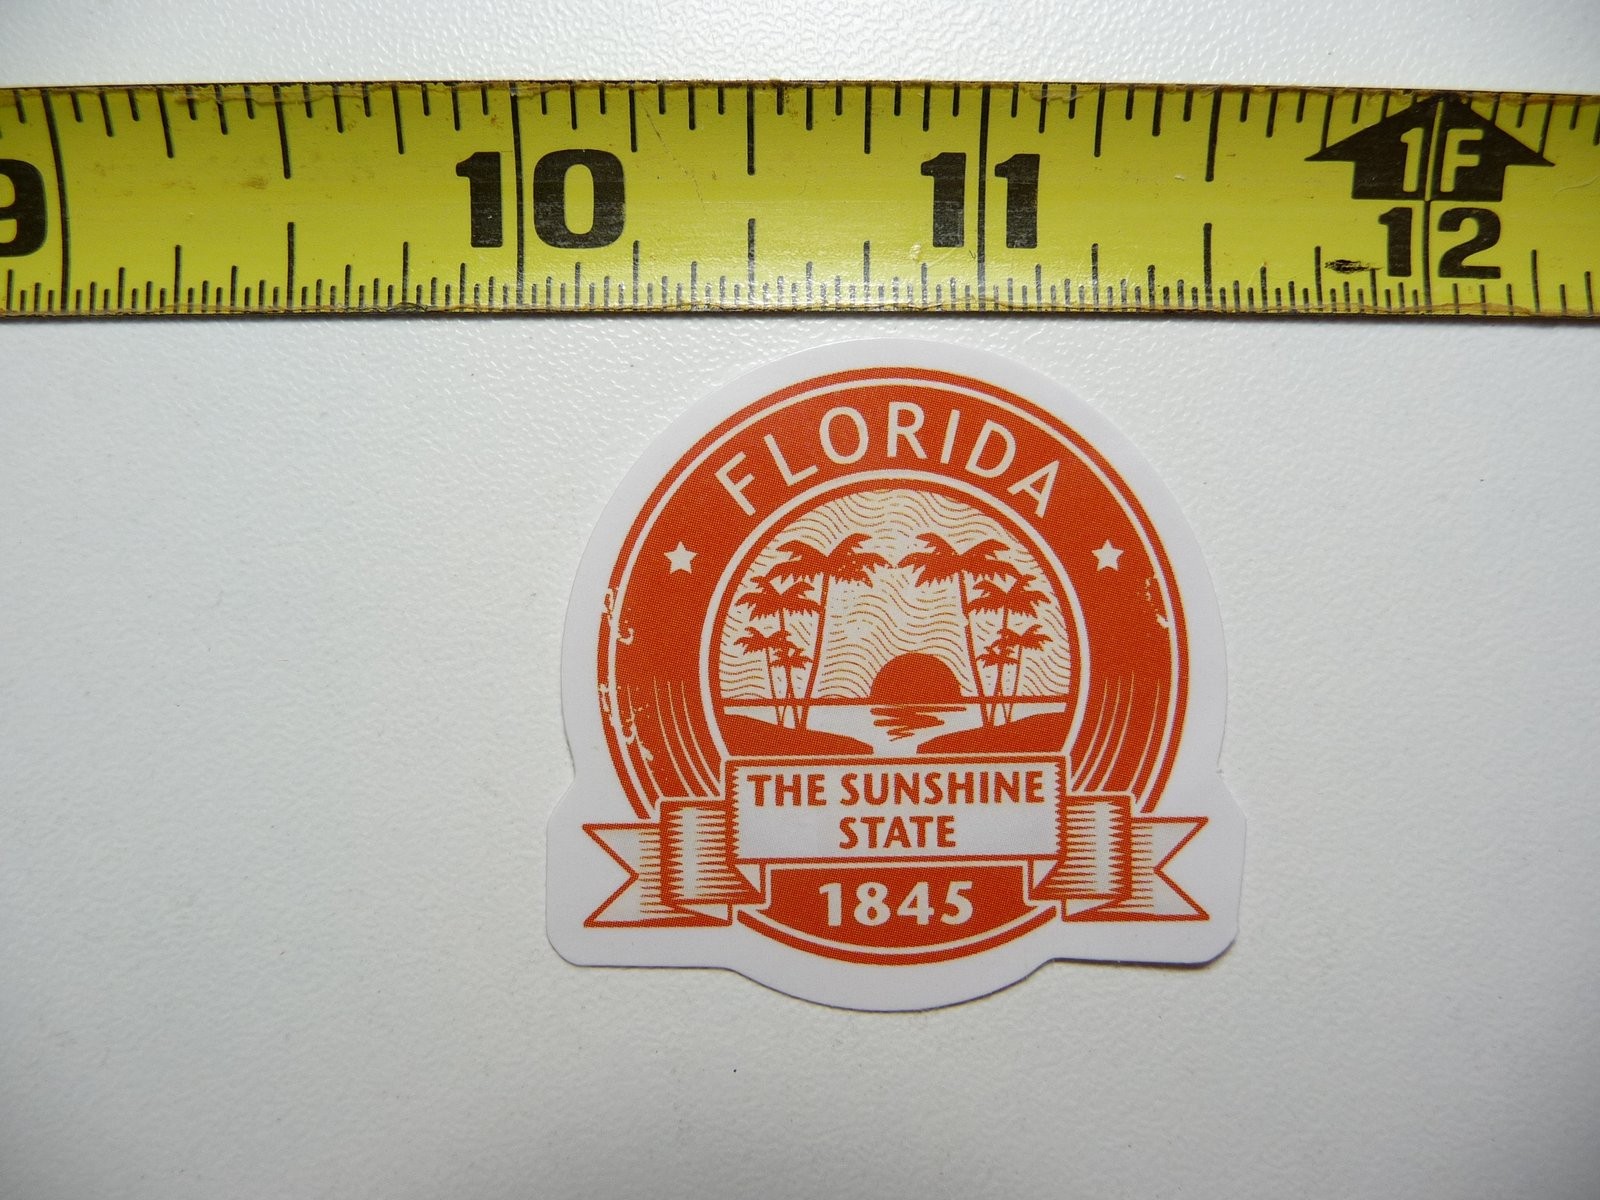 9 10 11 1F 12
FLORIDA
THE SUNSHINE
STATE
1845